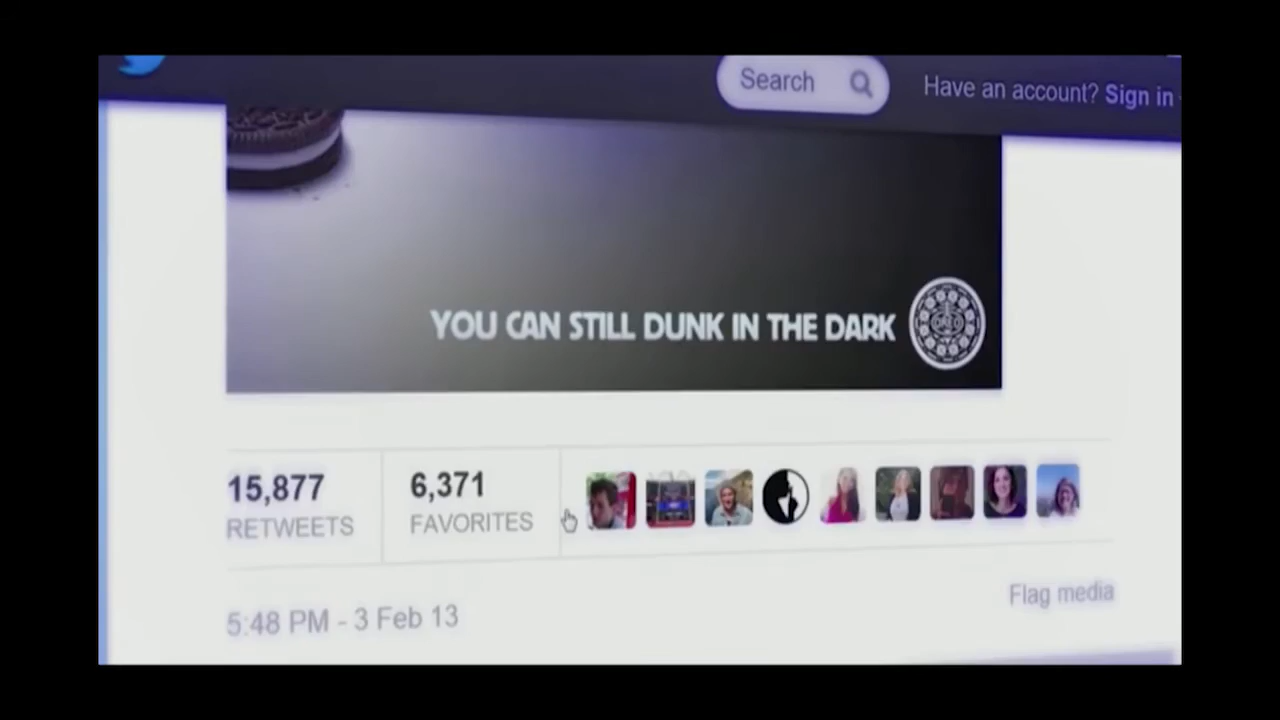 Search
Have an account? Sign in
YOU CAN STILL DUNK IN THE DARK
OREO
15,877
6,371
RETWEETS
FAVORITES
5:48 PM - 3 Feb 13
Flag media